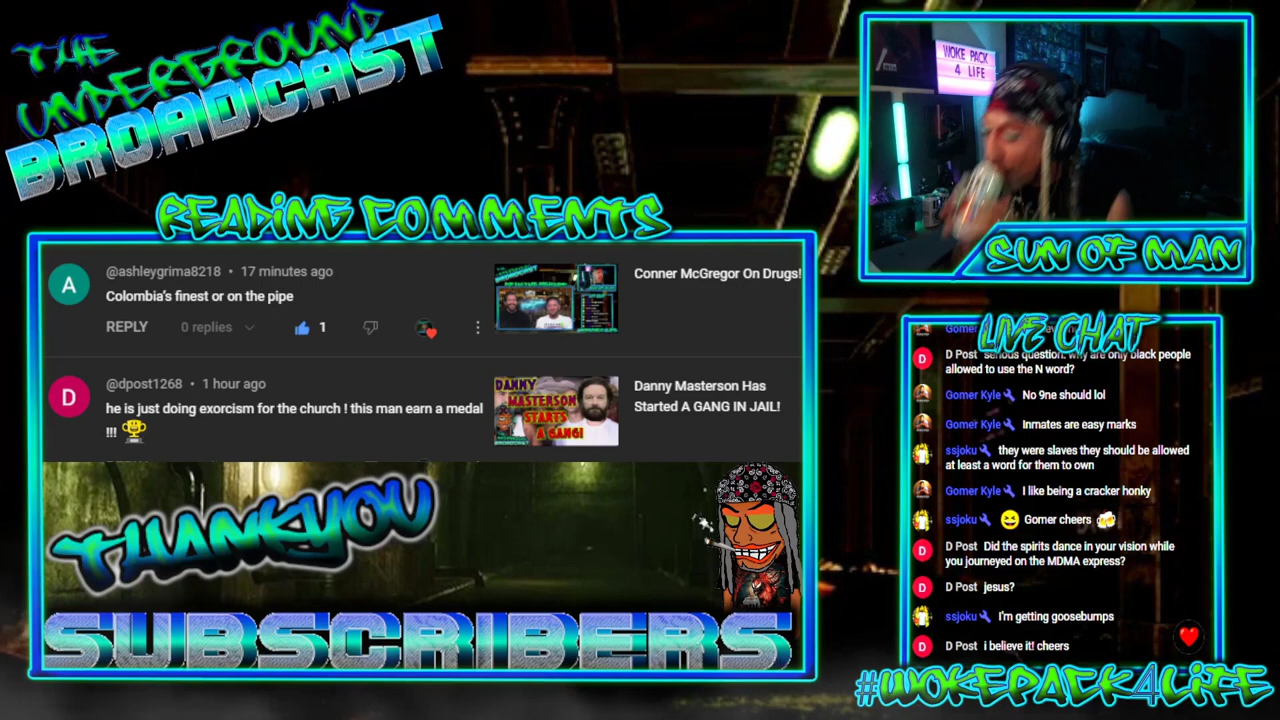 THE
UNDERGROUND
BROADCAST
WOKE PACK
4 LIFE
SUN OF MAN
READING COMMENTS
A
@ashleygrima8218 • 17 minutes ago
Colombia's finest or on the pipe
REPLY 0 replies 1
Conner McGregor On Drugs!
D
@dpost1268 • 1 hour ago
he is just doing exorcism for the church ! this man earn a medal
!!! 🏆
DANNY
MASTERSON
STARTS
A GANG!
Danny Masterson Has
Started A GANG IN JAIL!
THANKYOU
SUBSCRIBERS
LIVE CHAT
Gomer
D Post serious question. why are only black people
allowed to use the N word?
Gomer Kyle No 9ne should lol
Gomer Kyle Inmates are easy marks
ssjoku they were slaves they should be allowed
at least a word for them to own
Gomer Kyle I like being a cracker honky
ssjoku 😆 Gomer cheers 🍻
D Post Did the spirits dance in your vision while
you journeyed on the MDMA express?
D Post jesus?
ssjoku I'm getting goosebumps
D Post i believe it! cheers
#WOKEPACK4LIFE